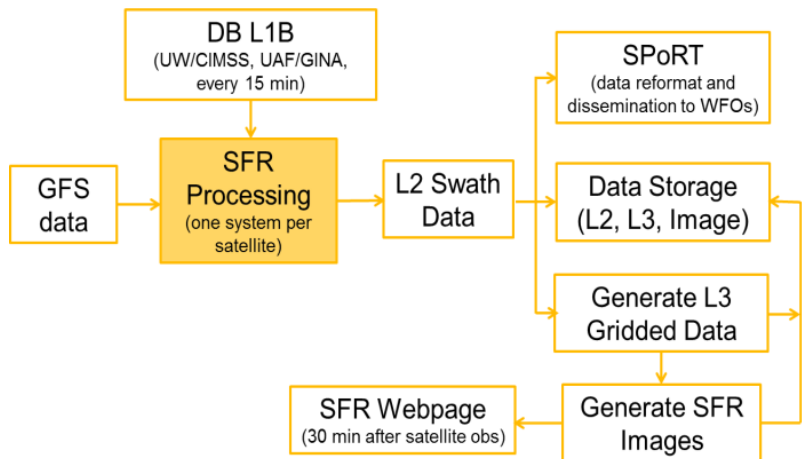 DB L1B
(UW/CIMSS, UAF/GINA,
every 15 min)
SPoRT
(data reformat and
dissemination to WFOs)
GFS
data
SFR
Processing
(one system per
satellite)
L2 Swath
Data
Data Storage
(L2, L3, Image)
Generate L3
Gridded Data
SFR Webpage
(30 min after satellite obs)
Generate SFR
Images